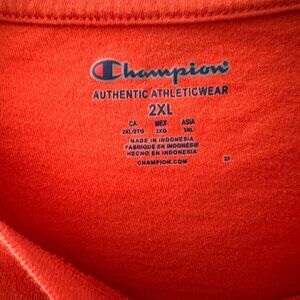 Champion
AUTHENTIC ATHLETICWEAR
2XL
CA MEX ASIA
2XL/2TG 2XG 3XL
MADE IN INDONESIA
FABRIQUÉ EN INDONÉSIE
HECHO EN INDONESIA
CHAMPION.COM